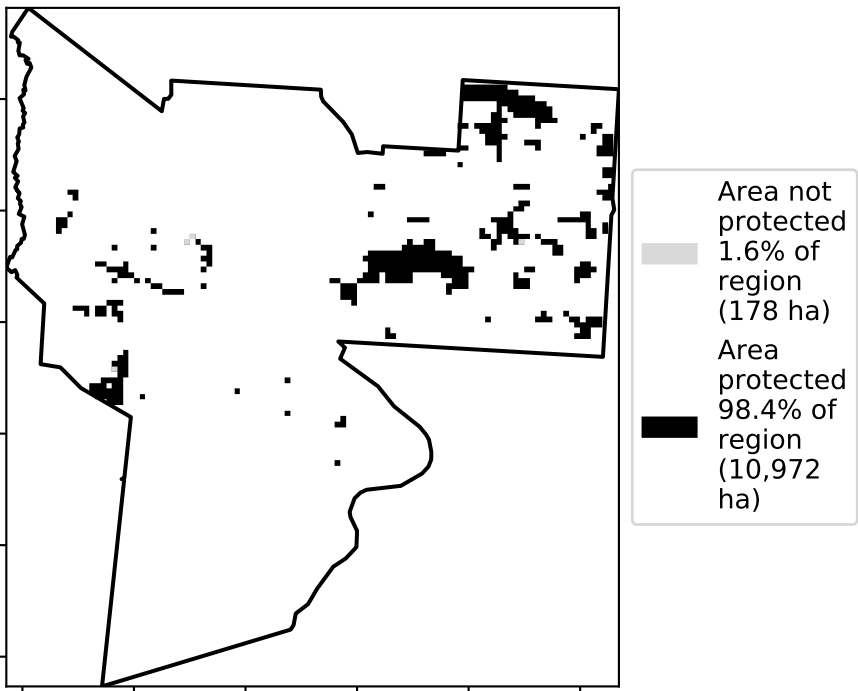 Area not
protected
1.6% of
region
(178 ha)
Area
protected
98.4% of
region
(10,972
ha)